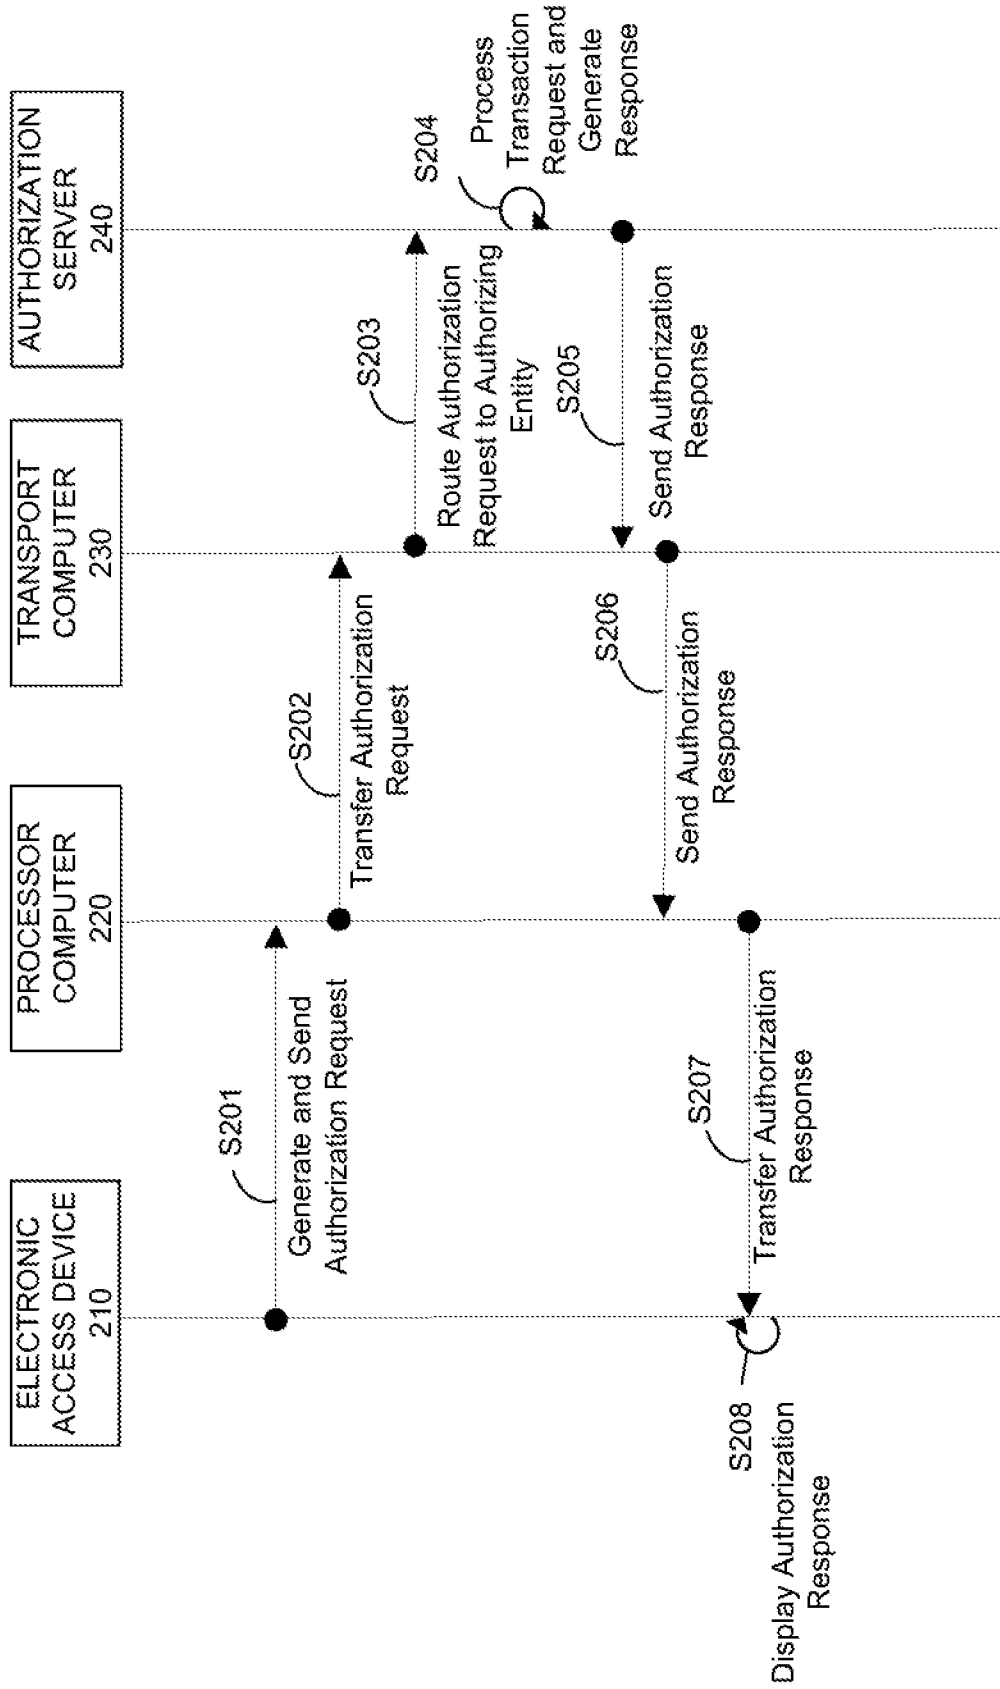 ELECTRONIC
ACCESS DEVICE
210
PROCESSOR
COMPUTER
220
TRANSPORT
COMPUTER
230
AUTHORIZATION
SERVER
240
S201
Generate and Send
Authorization Request
S202
Transfer Authorization
Request
S203
Route Authorization
Request to Authorizing
Entity
S204
Process
Transaction
Request and
Generate
Response
S205
Send Authorization
Response
S206
Send Authorization
Response
S207
Transfer Authorization
Response
S208
Display Authorization
Response